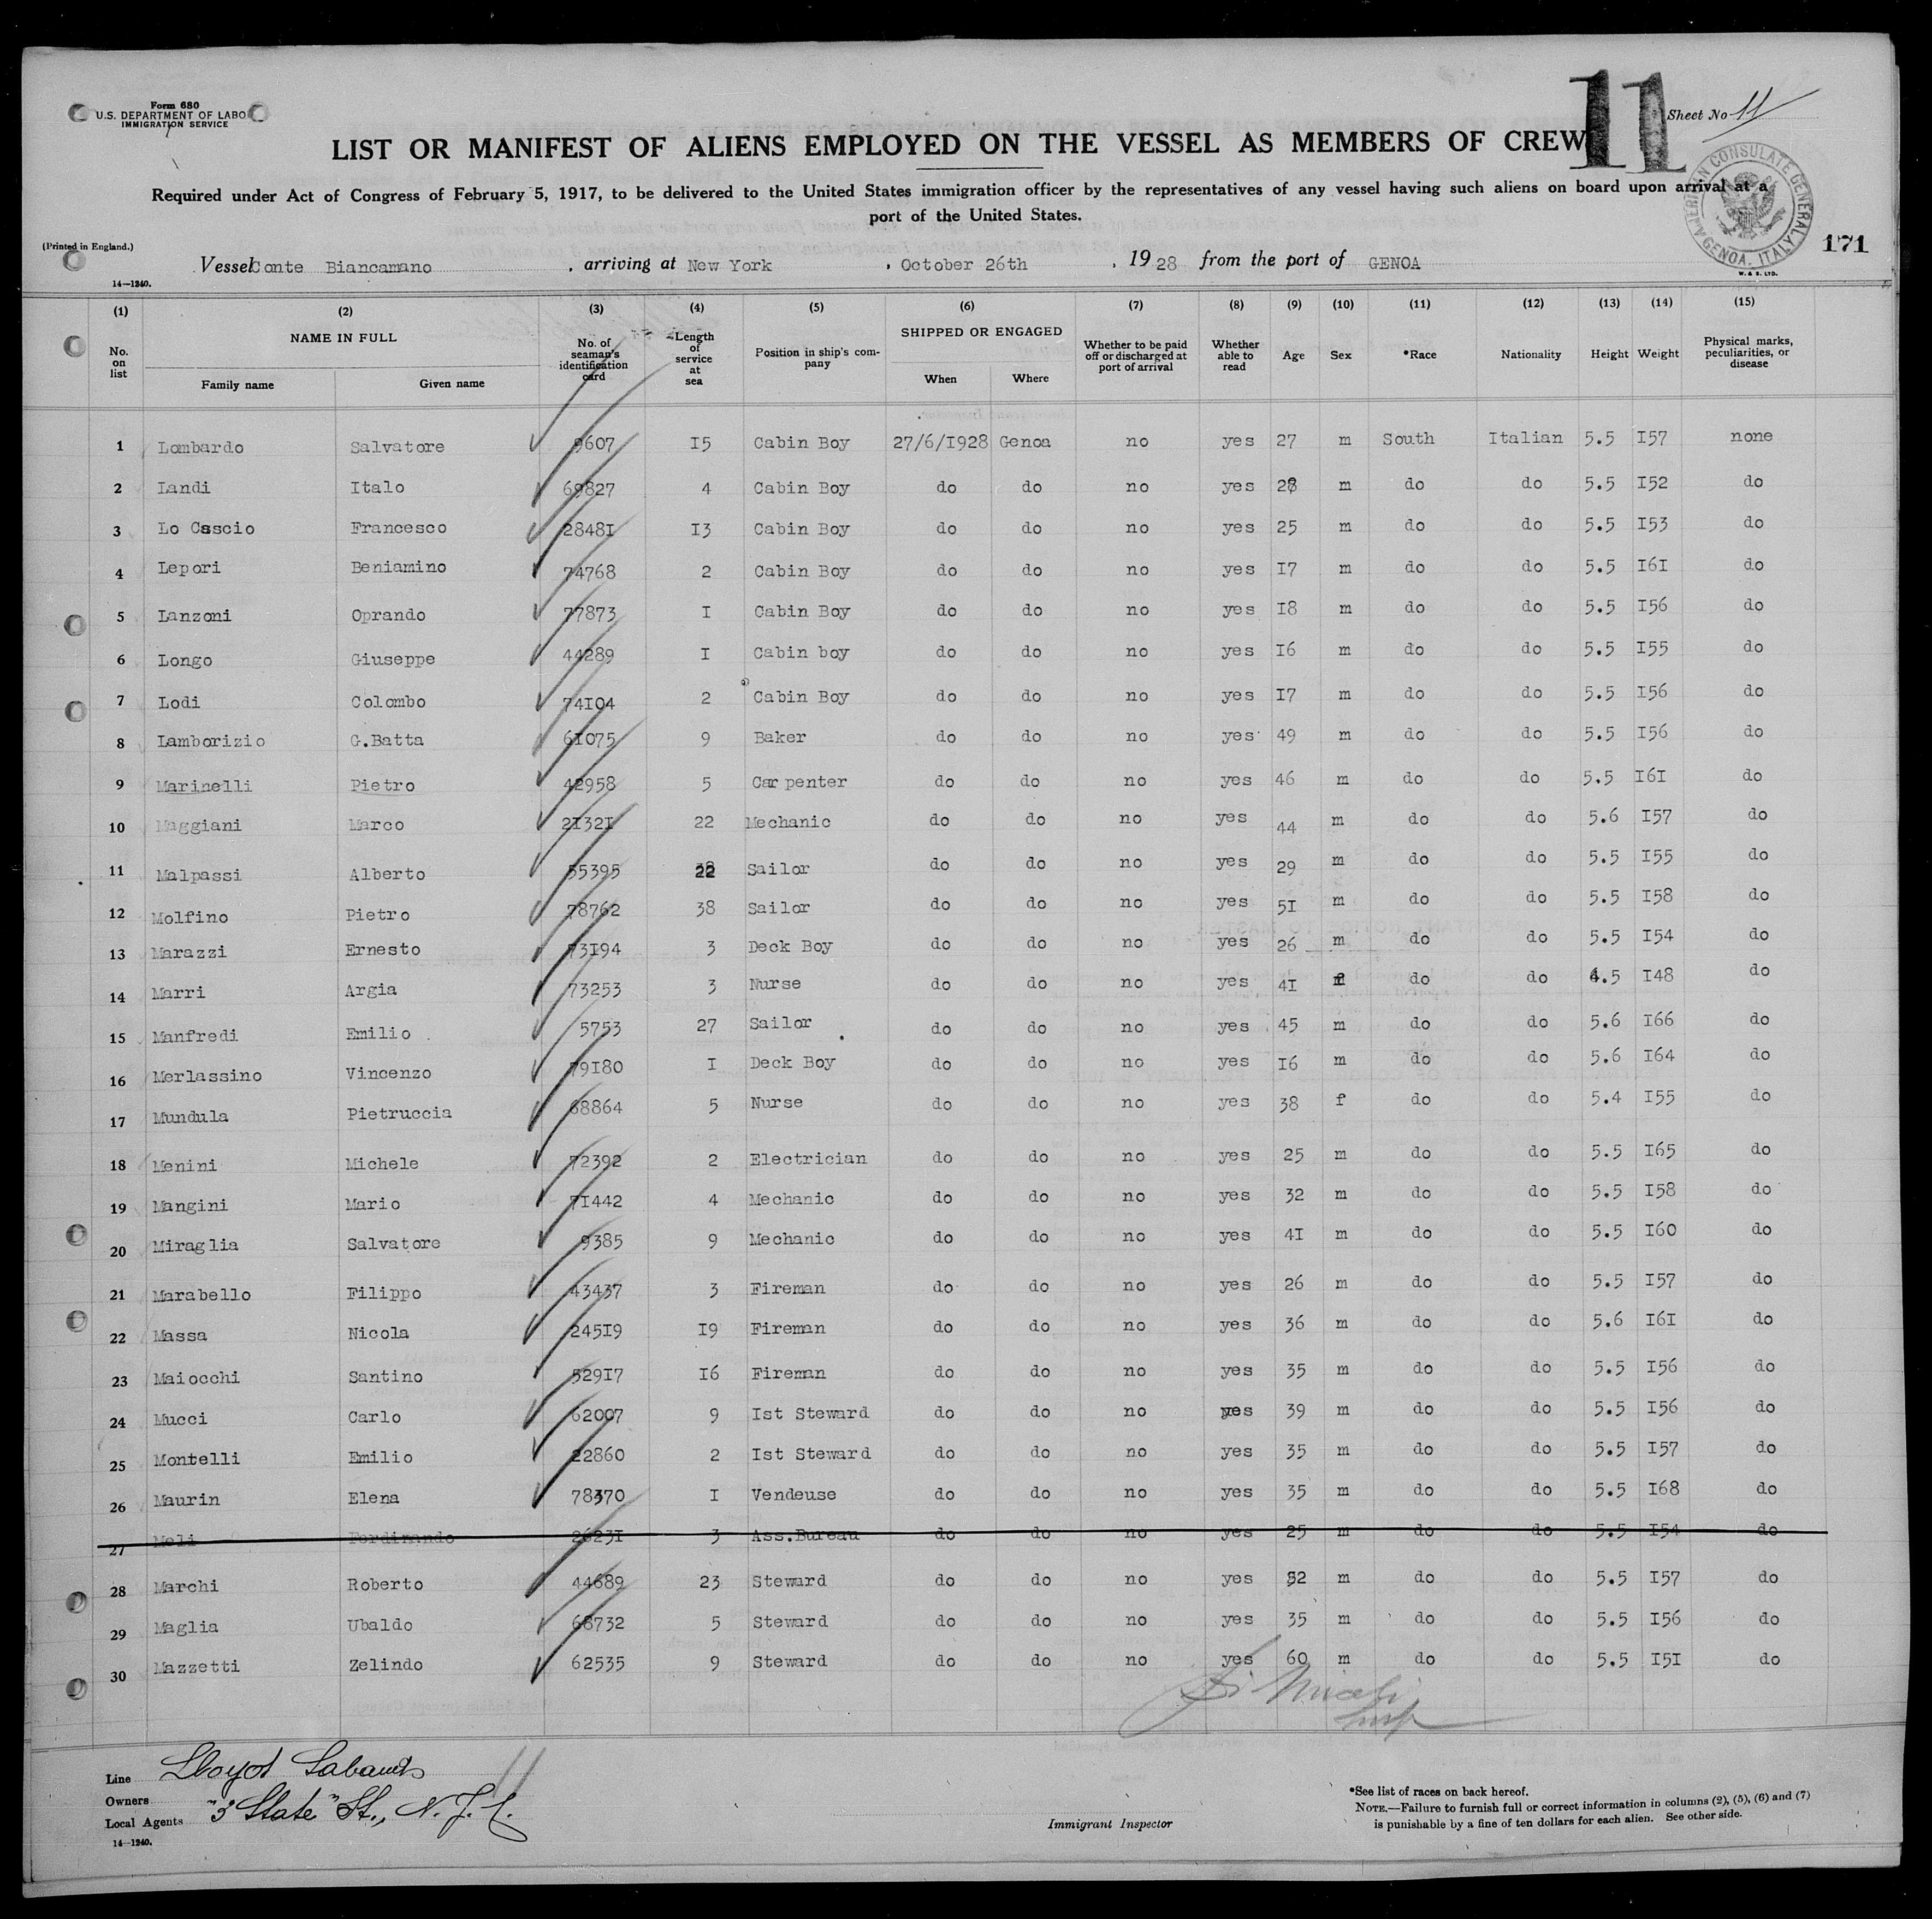 Form 680
U.S. DEPARTMENT OF LABO
IMMIGRATION SERVICE
11
Sheet No 11
LIST OR MANIFEST OF ALIENS EMPLOYED ON THE VESSEL AS MEMBERS OF CREW
Required under Act of Congress of February 5, 1917, to be delivered to the United States immigration officer by the representatives of any vessel having such aliens on board upon arrival at a
port of the United States.
AMERICAN CONSULATE GENERAL GENOA, ITALY
(Printed in England.)
171
Vessel Conte Biancamano , arriving at New York , October 26th , 1928 from the port of GENOA
W. & S. LTD.
14—1240.
(1) (2) (3) (4) (5) (6) (7) (8) (9) (10) (11) (12) (13) (14) (15)
No. on list NAME IN FULL Family name Given name No. of seaman's identification card Length of service at sea Position in ship's company SHIPPED OR ENGAGED When Where Whether to be paid off or discharged at port of arrival Whether able to read Age Sex *Race Nationality Height Weight Physical marks, peculiarities, or disease
1 Lombardo Salvatore 9607 I5 Cabin Boy 27/6/I928 Genoa no yes 27 m South Italian 5.5 I57 none
2 Landi Italo 69827 4 Cabin Boy do do no yes 28 m do do 5.5 I52 do
3 Lo Cascio Francesco 2848I I3 Cabin Boy do do no yes 25 m do do 5.5 I53 do
4 Lepori Beniamino 74768 2 Cabin Boy do do no yes I7 m do do 5.5 I6I do
5 Lanzoni Oprando 77873 I Cabin Boy do do no yes I8 m do do 5.5 I56 do
6 Longo Giuseppe 44289 I Cabin boy do do no yes I6 m do do 5.5 I55 do
7 Lodi Colombo 74I04 2 Cabin Boy do do no yes I7 m do do 5.5 I56 do
8 Lamborizio G.Batta 6I075 9 Baker do do no yes 49 m do do 5.5 I56 do
9 Marinelli Pietro 42958 5 Carpenter do do no yes 46 m do do 5.5 I6I do
10 Maggiani Marco 2I32I 22 Mechanic do do no yes 44 m do do 5.6 I57 do
11 Malpassi Alberto 55395 22 Sailor do do no yes 29 m do do 5.5 I55 do
12 Molfino Pietro 78762 38 Sailor do do no yes 5I m do do 5.5 I58 do
13 Marazzi Ernesto 73I94 3 Deck Boy do do no yes 26 m do do 5.5 I54 do
14 Marri Argia 73253 3 Nurse do do no yes 4I f do do 4.5 I48 do
15 Manfredi Emilio 5753 27 Sailor do do no yes 45 m do do 5.6 I66 do
16 Merlassino Vincenzo 79I80 I Deck Boy do do no yes I6 m do do 5.6 I64 do
17 Mundula Pietruccia 68864 5 Nurse do do no yes 38 f do do 5.4 I55 do
18 Menini Michele 72392 2 Electrician do do no yes 25 m do do 5.5 I65 do
19 Mangini Mario 7I442 4 Mechanic do do no yes 32 m do do 5.5 I58 do
20 Miraglia Salvatore 9385 9 Mechanic do do no yes 4I m do do 5.5 I60 do
21 Marabello Filippo 43437 3 Fireman do do no yes 26 m do do 5.5 I57 do
22 Massa Nicola 245I9 I9 Fireman do do no yes 36 m do do 5.6 I6I do
23 Maiocchi Santino 529I7 I6 Fireman do do no yes 35 m do do 5.5 I56 do
24 Mucci Carlo 62007 9 Ist Steward do do no yes 39 m do do 5.5 I56 do
25 Montelli Emilio 22860 2 Ist Steward do do no yes 35 m do do 5.5 I57 do
26 Maurin Elena 78370 I Vendeuse do do no yes 35 m do do 5.5 I68 do
27 Meli Ferdinando 2623I 3 Ass.Bureau do do no yes 25 m do do 5.5 I54 do
28 Marchi Roberto 44689 23 Steward do do no yes 52 m do do 5.5 I57 do
29 Maglia Ubaldo 68732 5 Steward do do no yes 35 m do do 5.5 I56 do
30 Mazzetti Zelindo 62535 9 Steward do do no yes 60 m do do 5.5 I5I do
Line Lloyd Sabaudo 11
Owners
Local Agents "3 State" St., N.Y.C.
14—1240.
Immigrant Inspector
*See list of races on back hereof.
NOTE.—Failure to furnish full or correct information in columns (2), (5), (6) and (7)
is punishable by a fine of ten dollars for each alien. See other side.